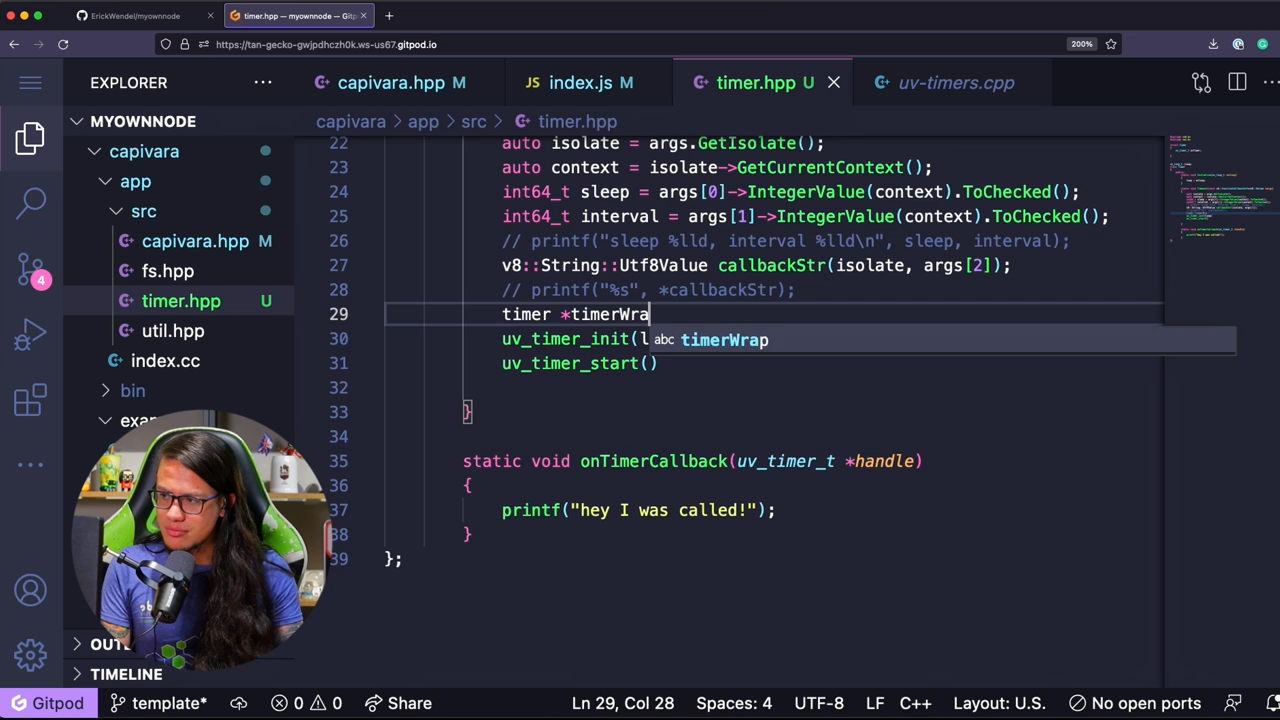 ErickWendel/myownnode
timer.hpp — myownnode — Gitp
https://tan-gecko-gwjpdhczh0k.ws-us67.gitpod.io
200%
EXPLORER
capivara.hpp M
JS index.js M
timer.hpp U
uv-timers.cpp
MYOWNNODE
capivara
app
src
capivara.hpp M
fs.hpp
timer.hpp U
util.hpp
index.cc
bin
4
OUT
TIMELINE
capivara > app > src > timer.hpp
22 auto isolate = args.GetIsolate();
23 auto context = isolate->GetCurrentContext();
24 int64_t sleep = args[0]->IntegerValue(context).ToChecked();
25 int64_t interval = args[1]->IntegerValue(context).ToChecked();
26 // printf("sleep %lld, interval %lld\n", sleep, interval);
27 v8::String::Utf8Value callbackStr(isolate, args[2]);
28 // printf("%s", *callbackStr);
29 timer *timerWra
30 uv_timer_init(l
abc timerWrap
31 uv_timer_start()
32
33 }
34
35 static void onTimerCallback(uv_timer_t *handle)
36 {
37 printf("hey I was called!");
38 }
39 };
Gitpod
template*
0 0
Share
Ln 29, Col 28
Spaces: 4
UTF-8
LF
C++
Layout: U.S.
No open ports